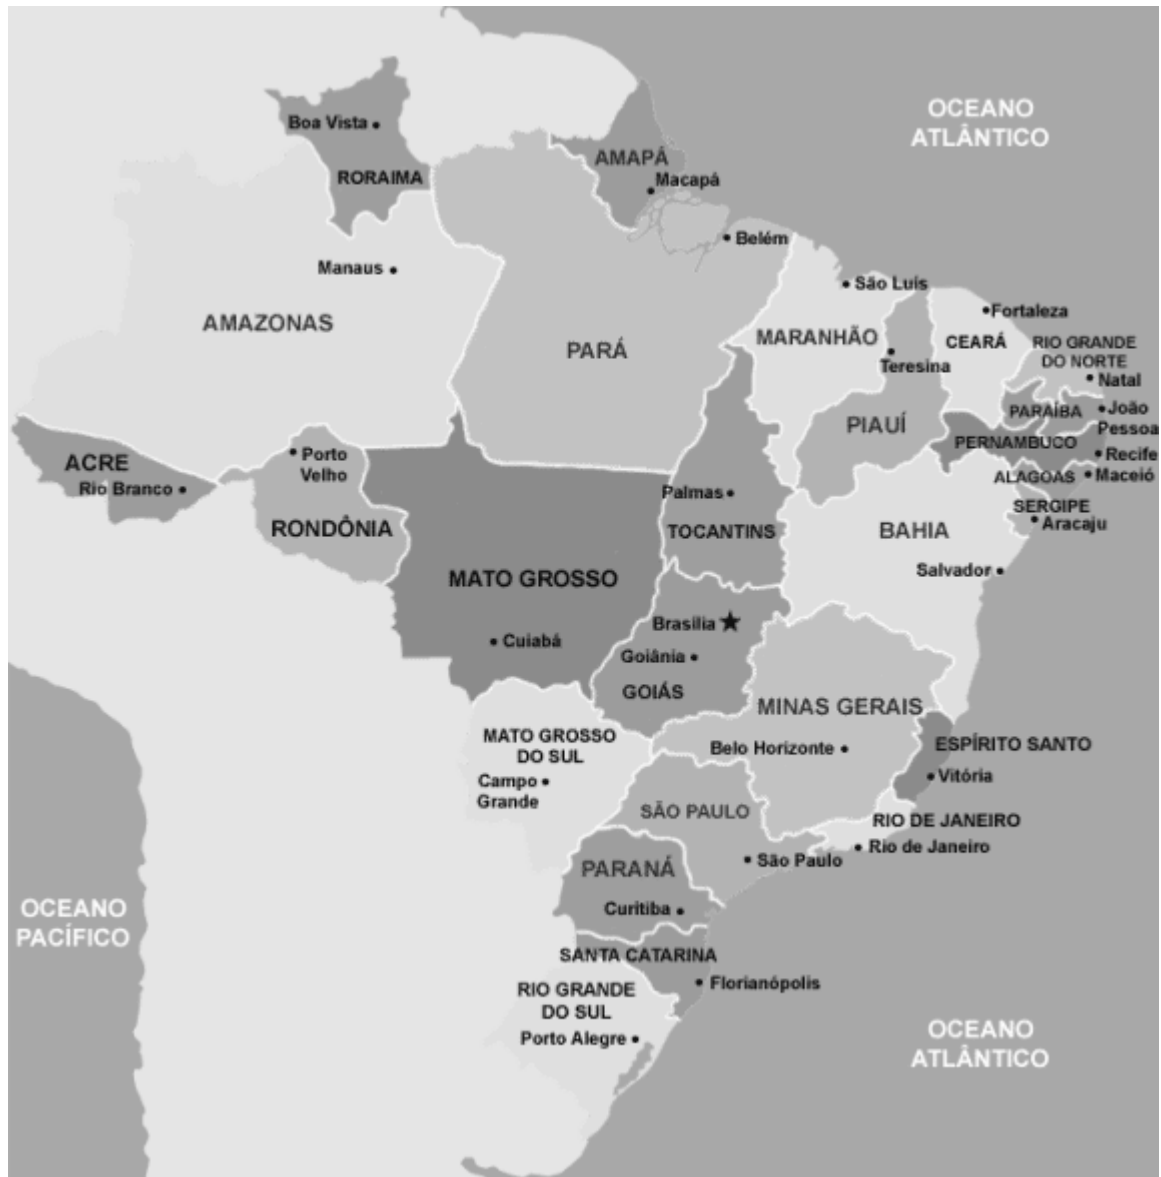 OCEANO
ATLÂNTICO
Boa Vista
RORAIMA
AMAPÁ
Macapá
Belém
Manaus
São Luís
AMAZONAS
PARÁ
MARANHÃO
Fortaleza
CEARÁ
RIO GRANDE
DO NORTE
Teresina
Natal
PIAUÍ
PARAÍBA
João
Pessoa
PERNAMBUCO
Recife
ACRE
Rio Branco
Porto
Velho
ALAGOAS
Maceió
Palmas
SERGIPE
Aracaju
RONDÔNIA
TOCANTINS
BAHIA
Salvador
MATO GROSSO
Cuiabá
Brasília
Goiânia
GOIÁS
MINAS GERAIS
Belo Horizonte
MATO GROSSO
DO SUL
Campo
Grande
ESPÍRITO SANTO
Vitória
SÃO PAULO
São Paulo
RIO DE JANEIRO
Rio de Janeiro
PARANÁ
Curitiba
OCEANO
PACÍFICO
SANTA CATARINA
Florianópolis
RIO GRANDE
DO SUL
Porto Alegre
OCEANO
ATLÂNTICO